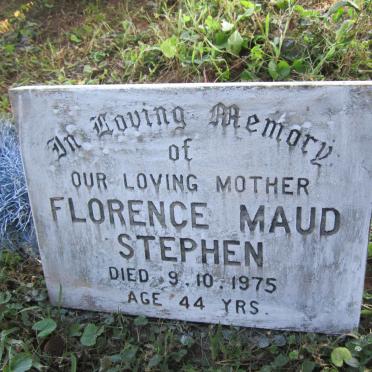 In Loving Memory
of
OUR LOVING MOTHER
FLORENCE MAUD
STEPHEN
DIED 9.10.1975
AGE 44 YRS.